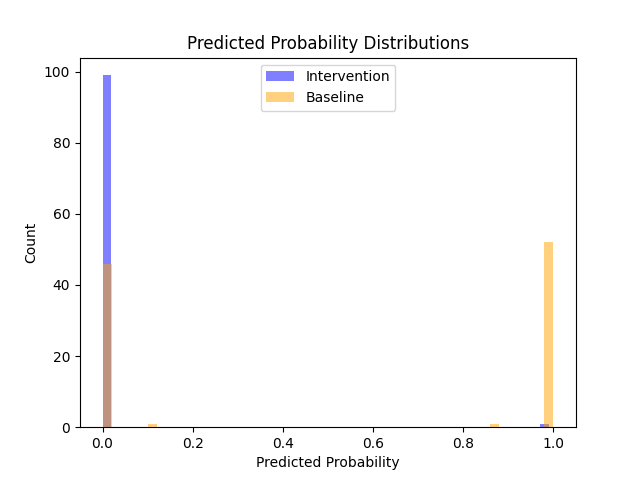 Predicted Probability Distributions
Intervention
Baseline
Count
100
80
60
40
20
0
0.0 0.2 0.4 0.6 0.8 1.0
Predicted Probability